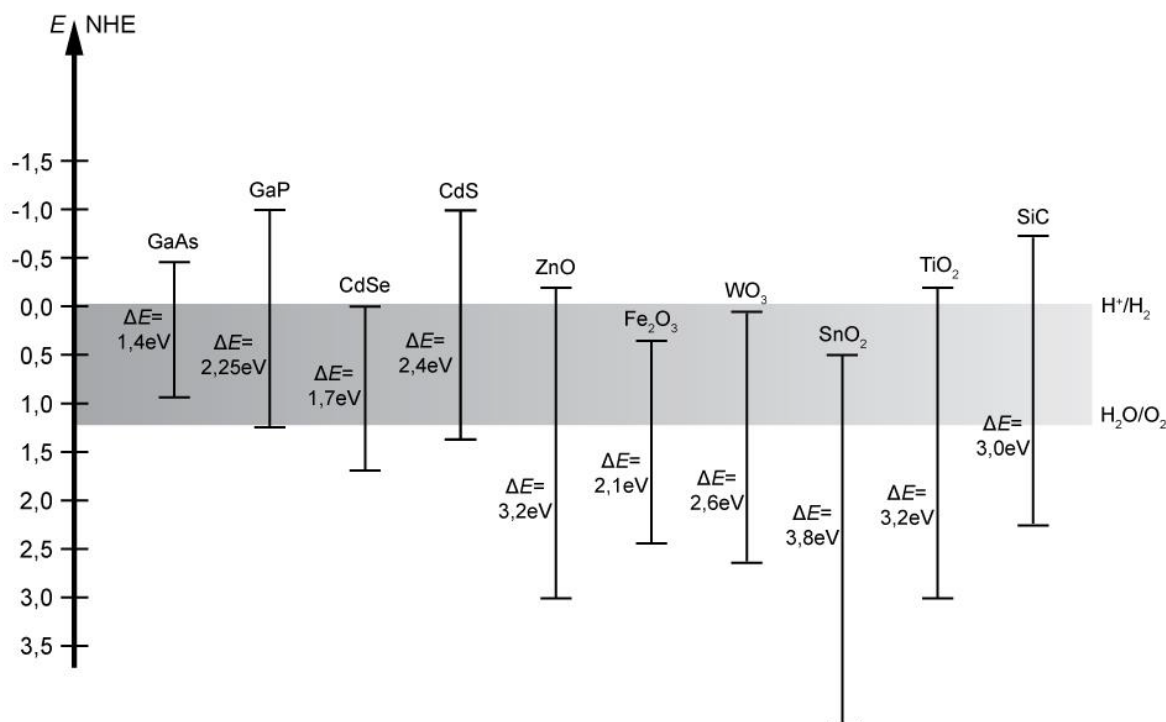 E NHE
-1,5
-1,0
-0,5
0,0
0,5
1,0
1,5
2,0
2,5
3,0
3,5
GaAs
ΔE=
1,4eV
GaP
ΔE=
2,25eV
CdSe
ΔE=
1,7eV
CdS
ΔE=
2,4eV
ZnO
ΔE=
3,2eV
Fe₂O₃
ΔE=
2,1eV
WO₃
ΔE=
2,6eV
SnO₂
ΔE=
3,8eV
TiO₂
ΔE=
3,2eV
SiC
ΔE=
3,0eV
H⁺/H₂
H₂O/O₂